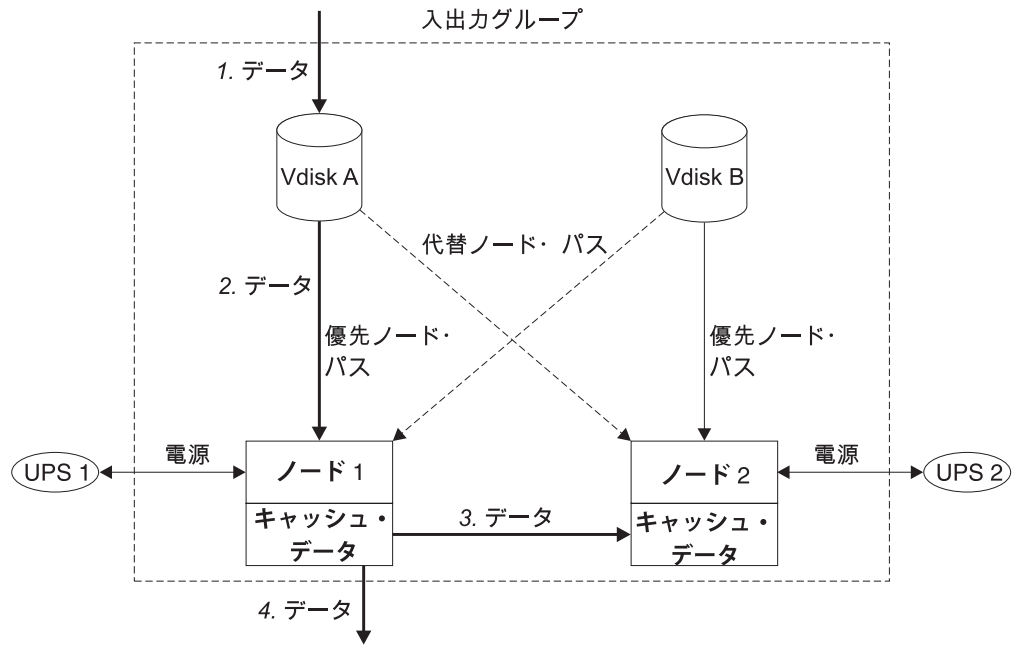 入出力グループ
1. データ
Vdisk A
Vdisk B
代替ノード・ パス
2. データ
優先ノード・
パス
優先ノード・
パス
UPS 1
電源
ノード 1
キャッシュ・
データ
3. データ
ノード 2
キャッシュ・
データ
電源
UPS 2
4. データ